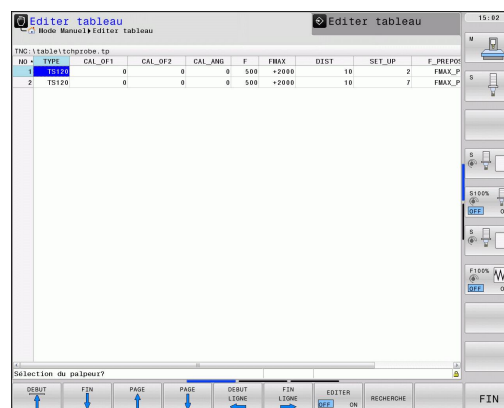 Editer tableau
Mode Manuel▸Editer tableau
Editer tableau
15:02
TNC:\table\tchprobe.tp
NO TYPE CAL_OF1 CAL_OF2 CAL_ANG F FMAX DIST SET_UP F_PREPOS
1 TS120 0 0 0 500 +2000 10 2 FMAX_P
2 TS120 0 0 0 500 +2000 10 7 FMAX_P
M
S
S
S100%
OFF
S
F100%
OFF
Sélection du palpeur?
DEBUT
FIN
PAGE
PAGE
DEBUT LIGNE
FIN LIGNE
EDITER OFF ON
RECHERCHE
FIN